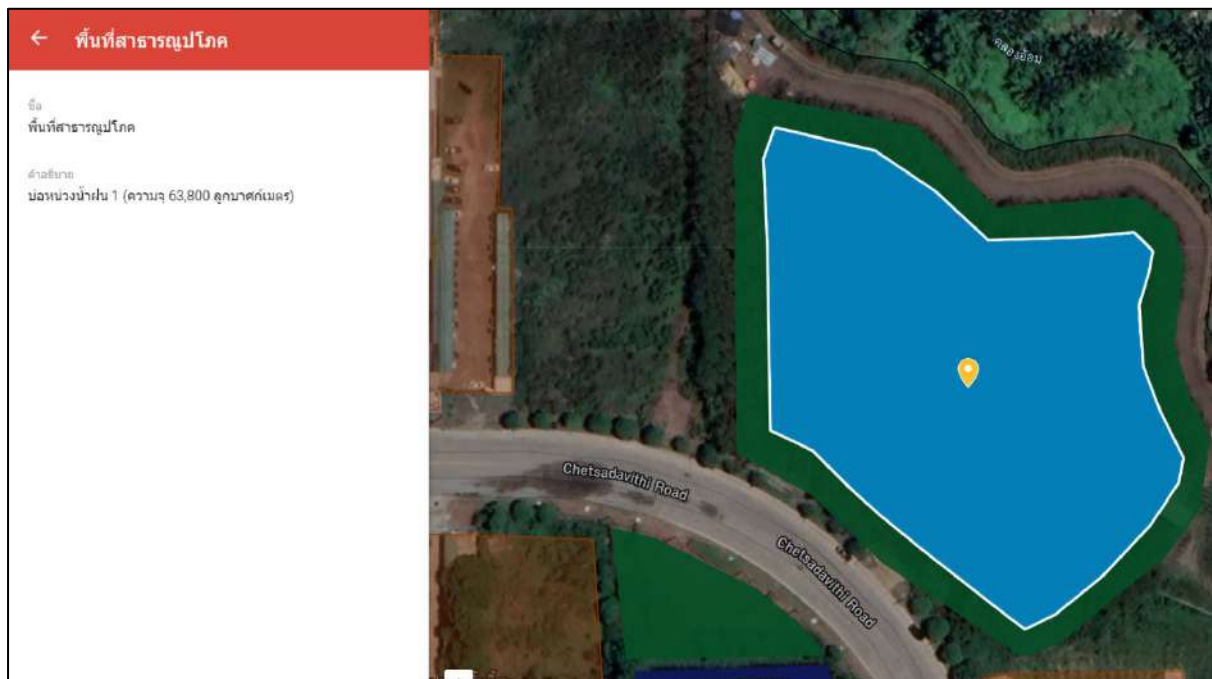 พื้นที่สาธารณูปโภค
ชื่อ
พื้นที่สาธารณูปโภค
คำอธิบาย
บ่อหน่วงน้ำฝน 1 (ความจุ 63,800 ลูกบาศก์เมตร)
คลองอ้อม
Chetsadavithi Road
Chetsadavithi Road